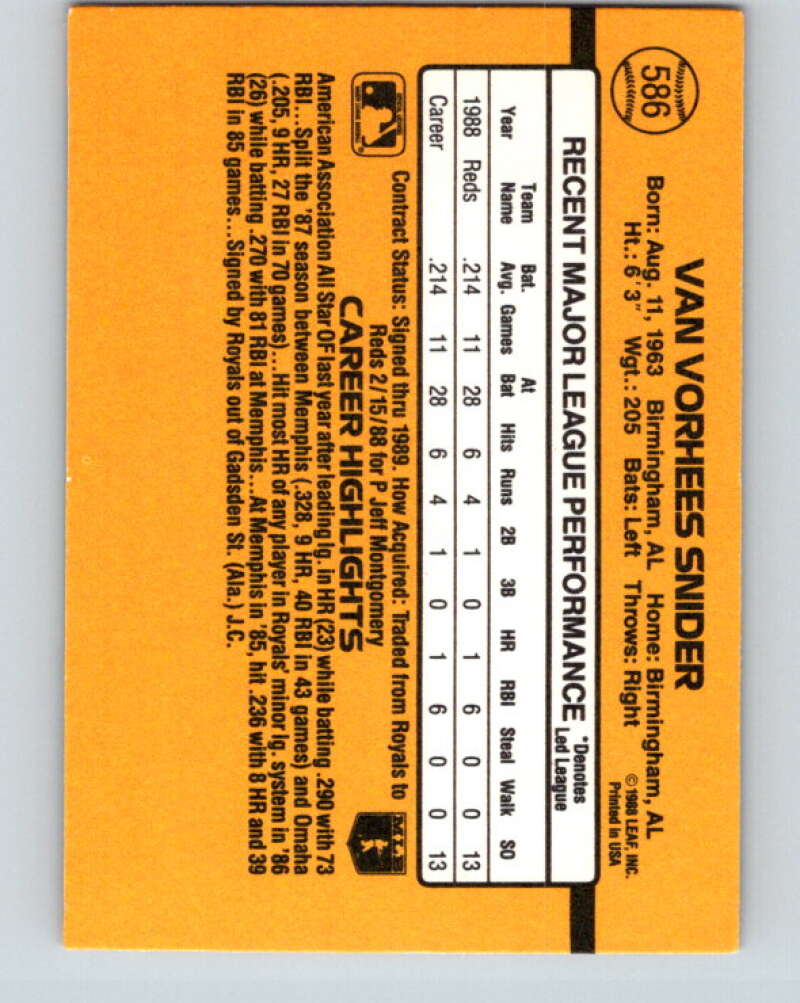 586
VAN VORHEES SNIDER
Born: Aug. 11, 1963 Birmingham, AL Home: Birmingham, AL
Ht.: 6'3" Wgt.: 205 Bats: Left Throws: Right
©1988 LEAF, INC.
Printed in USA
RECENT MAJOR LEAGUE PERFORMANCE *Denotes Led League
Year Team Name Bat. Avg. Games At Bat Hits Runs 2B 3B HR RBI Steal Walk SO
1988 Reds .214 11 28 6 4 1 0 1 6 0 0 13
Career .214 11 28 6 4 1 0 1 6 0 0 13
Contract Status: Signed thru 1989. How Acquired: Traded from Royals to
Reds 2/15/88 for P Jeff Montgomery
MLB
CAREER HIGHLIGHTS
American Association All Star OF last year after leading lg. in HR (23) while batting .290 with 73
RBI...Split the '87 season between Memphis (.328, 9 HR, 40 RBI in 43 games) and Omaha
(.205, 9 HR, 27 RBI in 70 games)...Hit most HR of any player in Royals' minor lg. system in '86
(26) while batting .270 with 81 RBI at Memphis...At Memphis in '85, hit .236 with 8 HR and 39
RBI in 85 games...Signed by Royals out of Gadsden St. (Ala.) J.C.